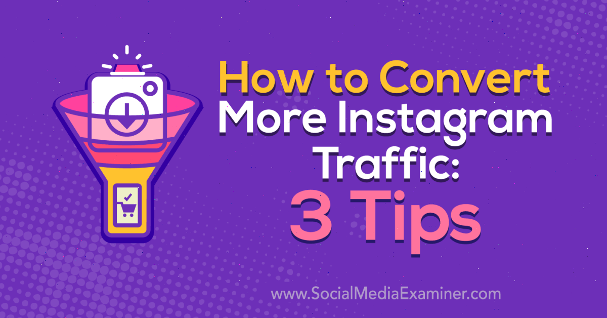 How to Convert
More Instagram
Traffic:
3 Tips
www.SocialMediaExaminer.com